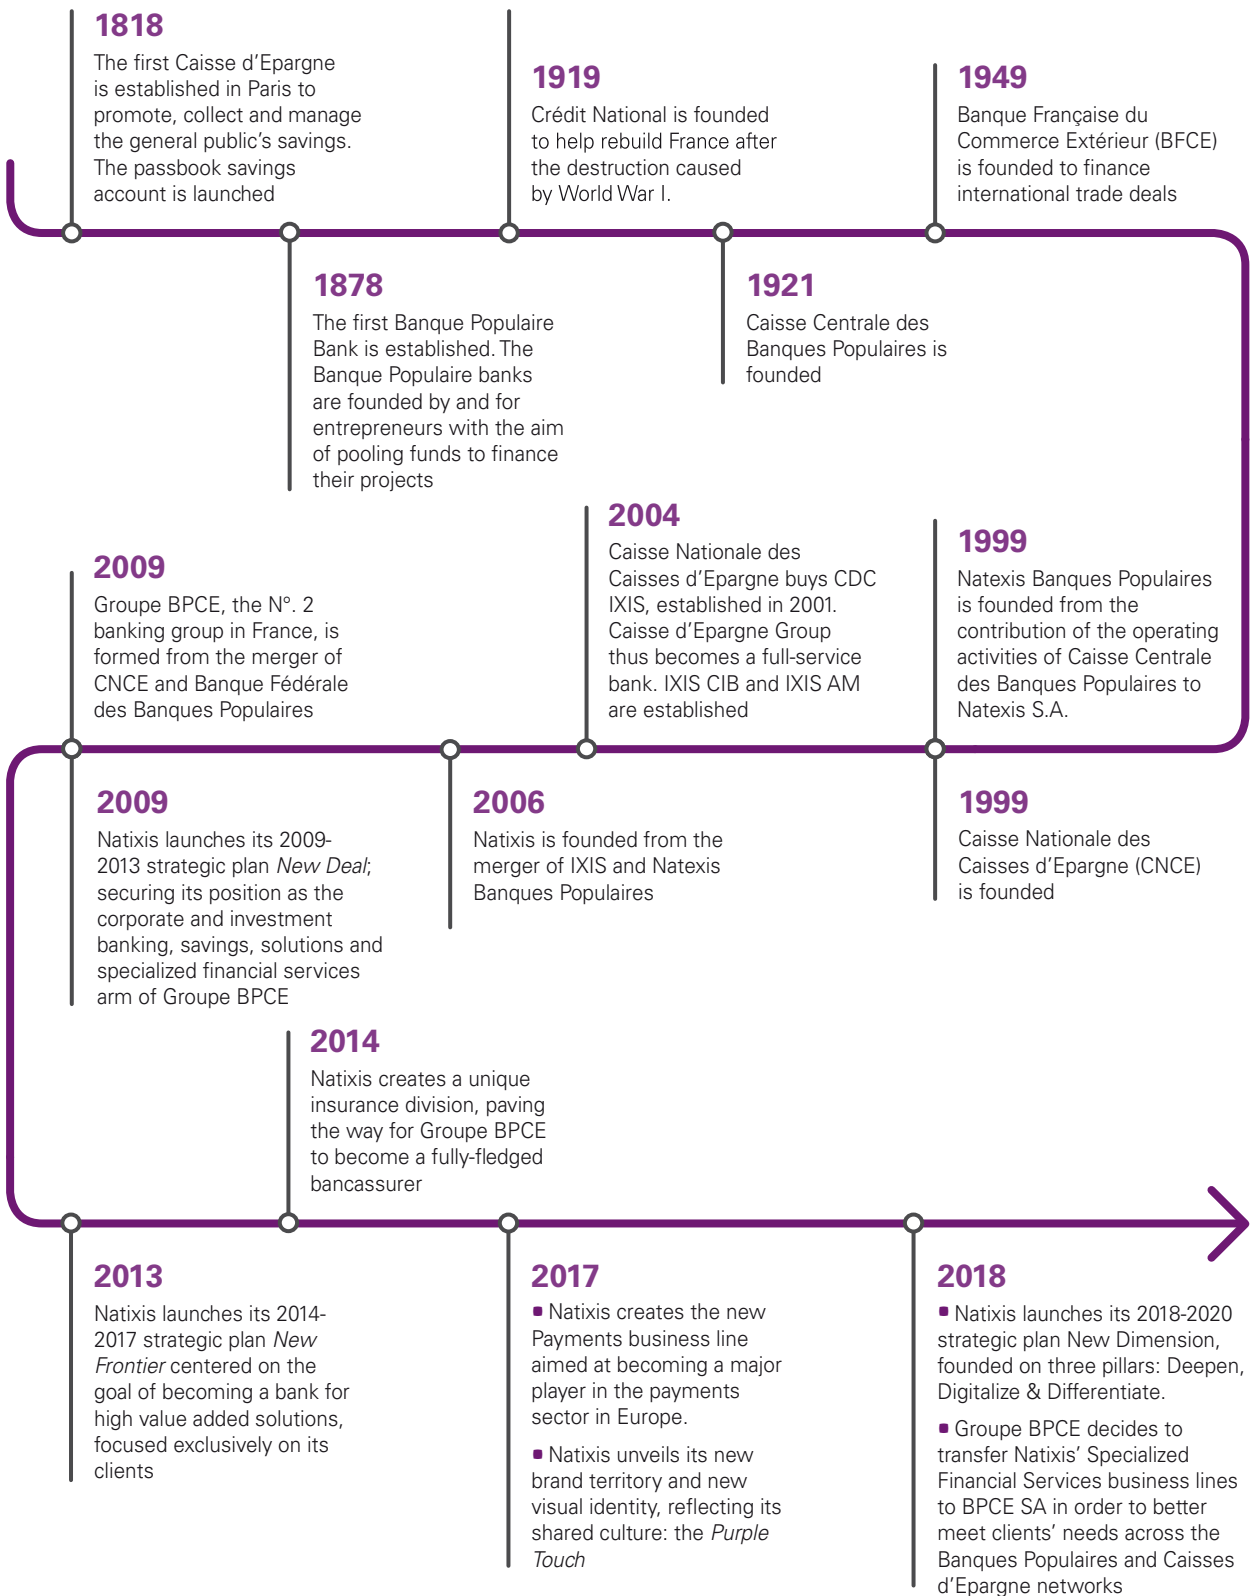 1818
The first Caisse d’Epargne
is established in Paris to
promote, collect and manage
the general public’s savings.
The passbook savings
account is launched
1878
The first Banque Populaire
Bank is established. The
Banque Populaire banks
are founded by and for
entrepreneurs with the aim
of pooling funds to finance
their projects
1919
Crédit National is founded
to help rebuild France after
the destruction caused
by World War I.
1921
Caisse Centrale des
Banques Populaires is
founded
1949
Banque Française du
Commerce Extérieur (BFCE)
is founded to finance
international trade deals
1999
Natexis Banques Populaires
is founded from the
contribution of the operating
activities of Caisse Centrale
des Banques Populaires to
Natexis S.A.
1999
Caisse Nationale des
Caisses d’Epargne (CNCE)
is founded
2004
Caisse Nationale des
Caisses d’Epargne buys CDC
IXIS, established in 2001.
Caisse d’Epargne Group
thus becomes a full-service
bank. IXIS CIB and IXIS AM
are established
2006
Natixis is founded from the
merger of IXIS and Natexis
Banques Populaires
2009
Groupe BPCE, the N°. 2
banking group in France, is
formed from the merger of
CNCE and Banque Fédérale
des Banques Populaires
2009
Natixis launches its 2009-
2013 strategic plan New Deal;
securing its position as the
corporate and investment
banking, savings, solutions and
specialized financial services
arm of Groupe BPCE
2013
Natixis launches its 2014-
2017 strategic plan New
Frontier centered on the
goal of becoming a bank for
high value added solutions,
focused exclusively on its
clients
2014
Natixis creates a unique
insurance division, paving
the way for Groupe BPCE
to become a fully-fledged
bancassurer
2017
▪ Natixis creates the new
Payments business line
aimed at becoming a major
player in the payments
sector in Europe.
▪ Natixis unveils its new
brand territory and new
visual identity, reflecting its
shared culture: the Purple
Touch
2018
▪ Natixis launches its 2018-2020
strategic plan New Dimension,
founded on three pillars: Deepen,
Digitalize & Differentiate.
▪ Groupe BPCE decides to
transfer Natixis’ Specialized
Financial Services business lines
to BPCE SA in order to better
meet clients’ needs across the
Banques Populaires and Caisses
d’Epargne networks